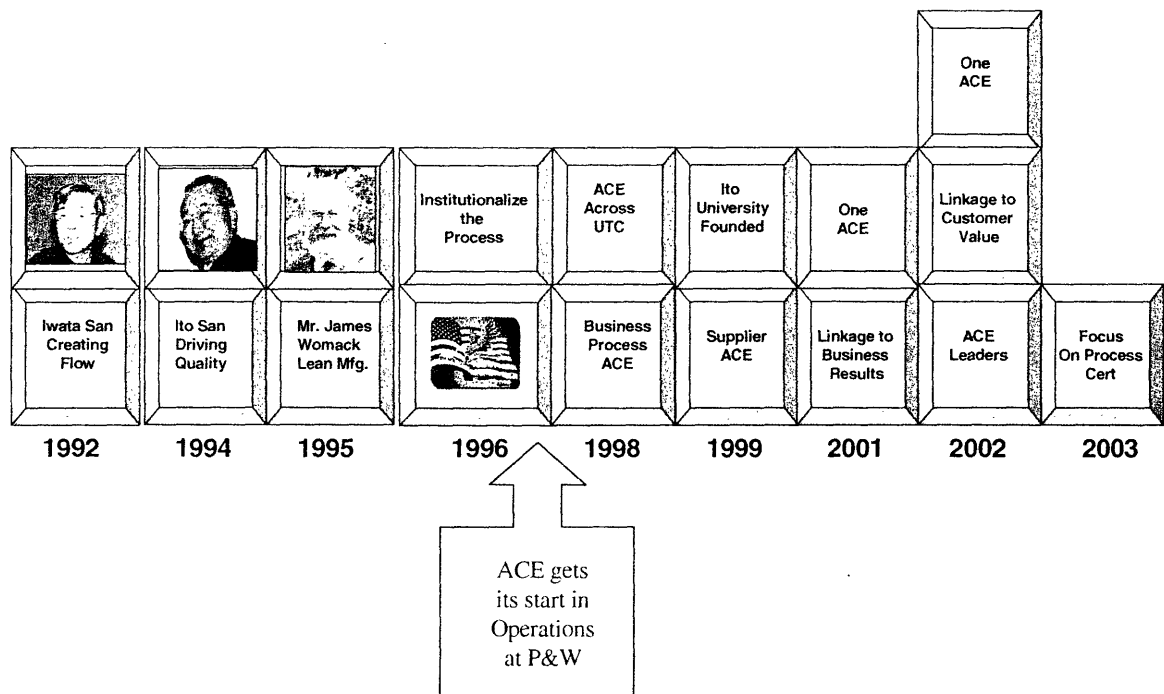 One
ACE
Institutionalize
the
Process
ACE
Across
UTC
Ito
University
Founded
One
ACE
Linkage to
Customer
Value
Iwata San
Creating
Flow
Ito San
Driving
Quality
Mr. James
Womack
Lean Mfg.
Business
Process
ACE
Supplier
ACE
Linkage to
Business
Results
ACE
Leaders
Focus
On Process
Cert
1992
1994
1995
1996
1998
1999
2001
2002
2003
ACE gets
its start in
Operations
at P&W